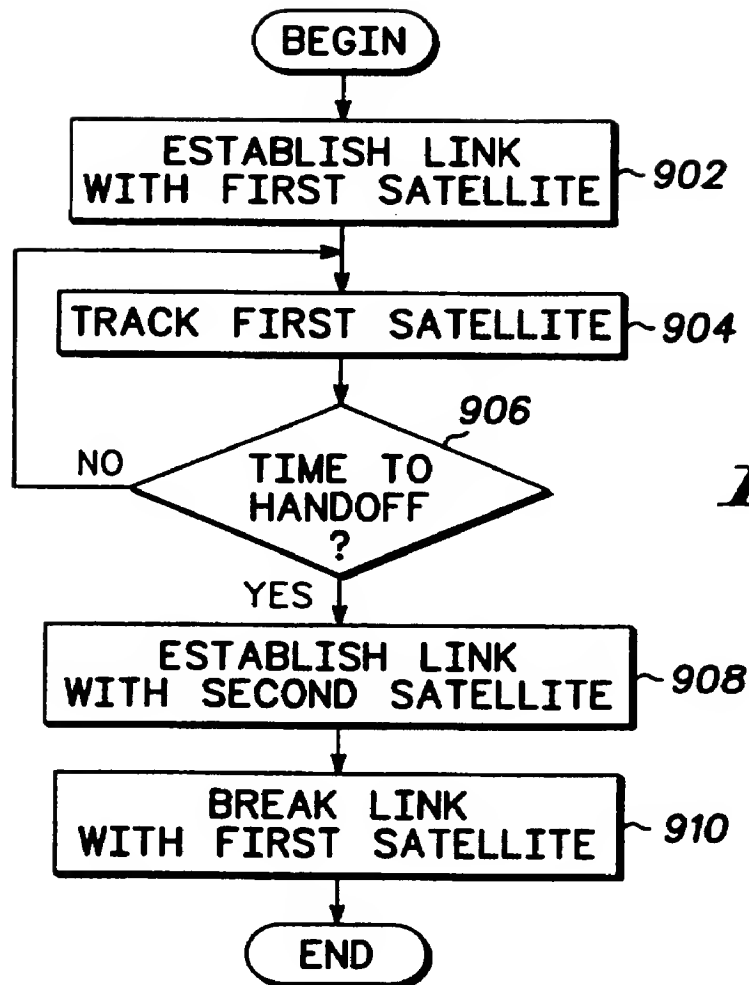 BEGIN
ESTABLISH LINK
WITH FIRST SATELLITE
902
TRACK FIRST SATELLITE
904
906
TIME TO
HANDOFF
?
NO
YES
ESTABLISH LINK
WITH SECOND SATELLITE
908
BREAK LINK
WITH FIRST SATELLITE
910
END